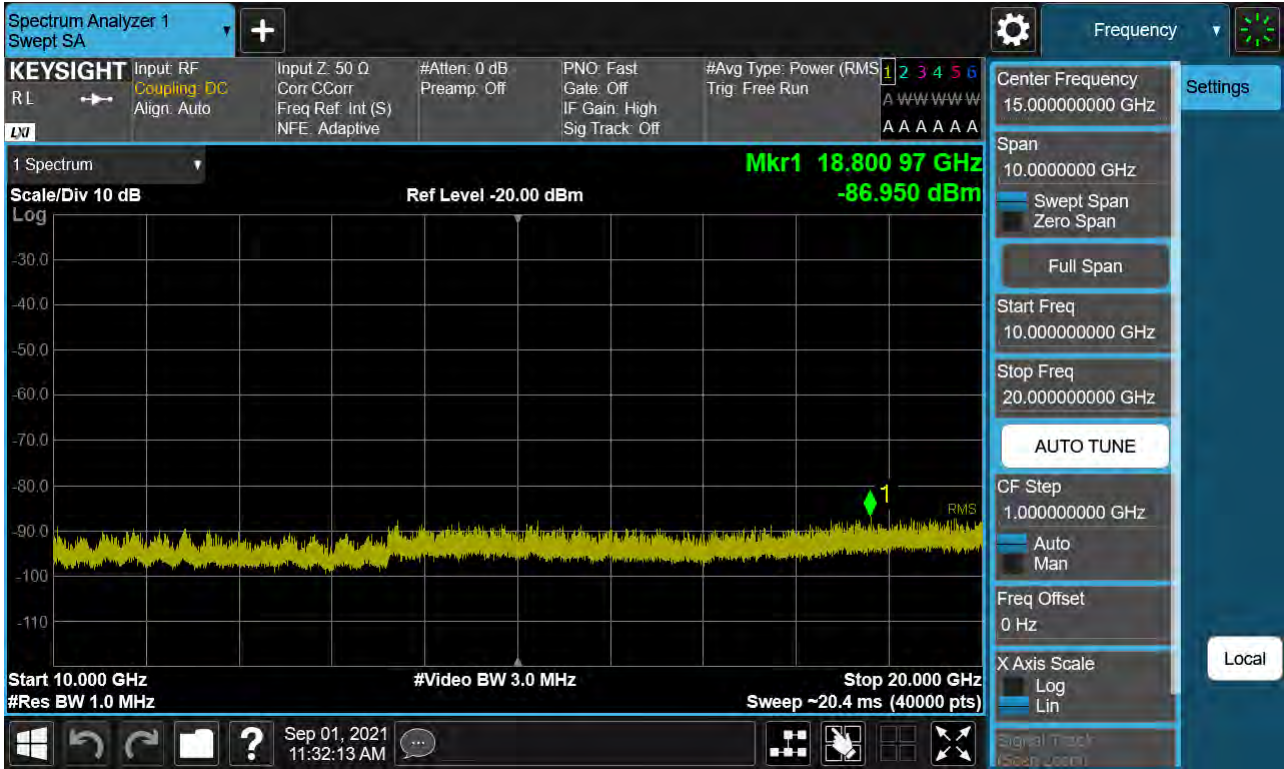 Spectrum Analyzer 1
Swept SA
Frequency
KEYSIGHT
R L
LXI
Input: RF
Coupling: DC
Align: Auto
Input Z: 50 Ω
Corr CCorr
Freq Ref: Int (S)
NFE: Adaptive
#Atten: 0 dB
Preamp: Off
PNO: Fast
Gate: Off
IF Gain: High
Sig Track: Off
#Avg Type: Power (RMS
Trig: Free Run
1 2 3 4 5 6
A W W W W W
A A A A A A
1 Spectrum
Scale/Div 10 dB
Ref Level -20.00 dBm
Mkr1 18.800 97 GHz
-86.950 dBm
Log
-30.0
-40.0
-50.0
-60.0
-70.0
-80.0
-90.0
-100
-110
1
RMS
Start 10.000 GHz
#Video BW 3.0 MHz
Stop 20.000 GHz
#Res BW 1.0 MHz
Sweep ~20.4 ms (40000 pts)
Sep 01, 2021
11:32:13 AM
Center Frequency
15.000000000 GHz
Settings
Span
10.0000000 GHz
Swept Span
Zero Span
Full Span
Start Freq
10.000000000 GHz
Stop Freq
20.000000000 GHz
AUTO TUNE
CF Step
1.000000000 GHz
Auto
Man
Freq Offset
0 Hz
X Axis Scale
Log
Lin
Local
Signal Track
(Span Zoom)